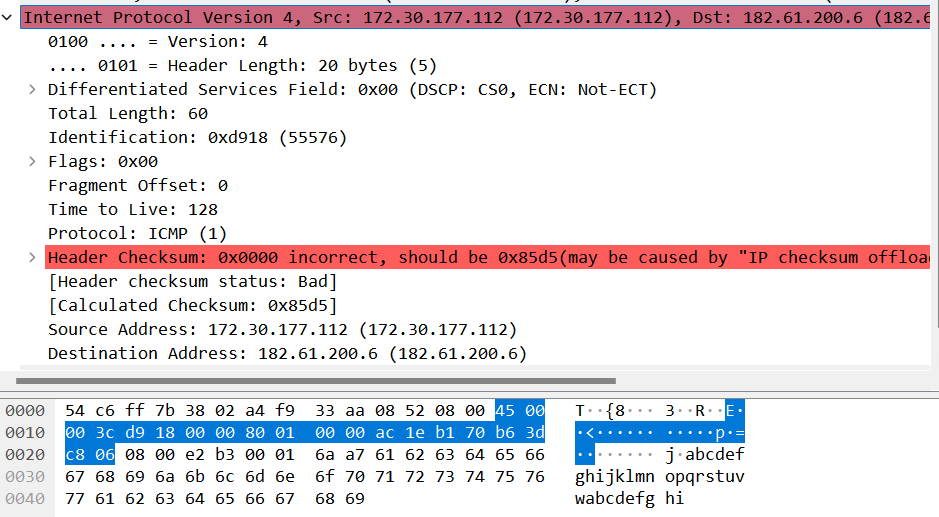 Internet Protocol Version 4, Src: 172.30.177.112 (172.30.177.112), Dst: 182.61.200.6 (182.6
0100 .... = Version: 4
.... 0101 = Header Length: 20 bytes (5)
Differentiated Services Field: 0x00 (DSCP: CS0, ECN: Not-ECT)
Total Length: 60
Identification: 0xd918 (55576)
Flags: 0x00
Fragment Offset: 0
Time to Live: 128
Protocol: ICMP (1)
Header Checksum: 0x0000 incorrect, should be 0x85d5(may be caused by "IP checksum offloa
[Header checksum status: Bad]
[Calculated Checksum: 0x85d5]
Source Address: 172.30.177.112 (172.30.177.112)
Destination Address: 182.61.200.6 (182.61.200.6)
0000 54 c6 ff 7b 38 02 a4 f9 33 aa 08 52 08 00 45 00 T··{8··· 3··R··E·
0010 00 3c d9 18 00 00 80 01 00 00 ac 1e b1 70 b6 3d ·<······ ·····p·=
0020 c8 06 08 00 e2 b3 00 01 6a a7 61 62 63 64 65 66 ········ j·abcdef
0030 67 68 69 6a 6b 6c 6d 6e 6f 70 71 72 73 74 75 76 ghijklmn opqrstuv
0040 77 61 62 63 64 65 66 67 68 69 wabcdefg hi